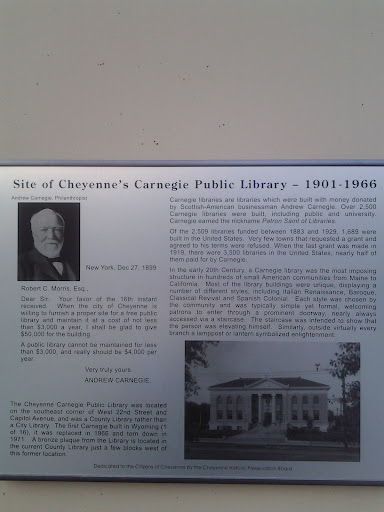 Site of Cheyenne's Carnegie Public Library – 1901-1966
Andrew Carnegie, Philanthropist
New York, Dec 27, 1899
Robert C. Morris, Esq.,
Dear Sir: Your favor of the 16th instant
received. When the city of Cheyenne is
willing to furnish a proper site for a free public
library and maintain it at a cost of not less
than $3,000 a year, I shall be glad to give
$50,000 for the building.
A public library cannot be maintained for less
than $3,000, and really should be $4,000 per
year.
Very truly yours
ANDREW CARNEGIE.
The Cheyenne Carnegie Public Library was located
on the southeast corner of West 22nd Street and
Capitol Avenue, and was a County Library rather than
a City Library. The first Carnegie built in Wyoming (1
of 16), it was replaced in 1966 and torn down in
1971. A bronze plaque from the Library is located in
the current County Library just a few blocks west of
this former location.
Carnegie libraries are libraries which were built with money donated
by Scottish-American businessman Andrew Carnegie. Over 2,500
Carnegie libraries were built, including public and university.
Carnegie earned the nickname Patron Saint of Libraries.
Of the 2,509 libraries funded between 1883 and 1929, 1,689 were
built in the United States. Very few towns that requested a grant and
agreed to his terms were refused. When the last grant was made in
1919, there were 3,500 libraries in the United States; nearly half of
them paid for by Carnegie.
In the early 20th Century, a Carnegie library was the most imposing
structure in hundreds of small American communities from Maine to
California. Most of the library buildings were unique, displaying a
number of different styles, including Italian Renaissance, Baroque,
Classical Revival and Spanish Colonial. Each style was chosen by
the community and was typically simple yet formal, welcoming
patrons to enter through a prominent doorway, nearly always
accessed via a staircase. The staircase was intended to show that
the person was elevating himself. Similarly, outside virtually every
branch a lamppost or lantern symbolized enlightenment.
Dedicated to the Citizens of Cheyenne by the Cheyenne Historic Preservation Board